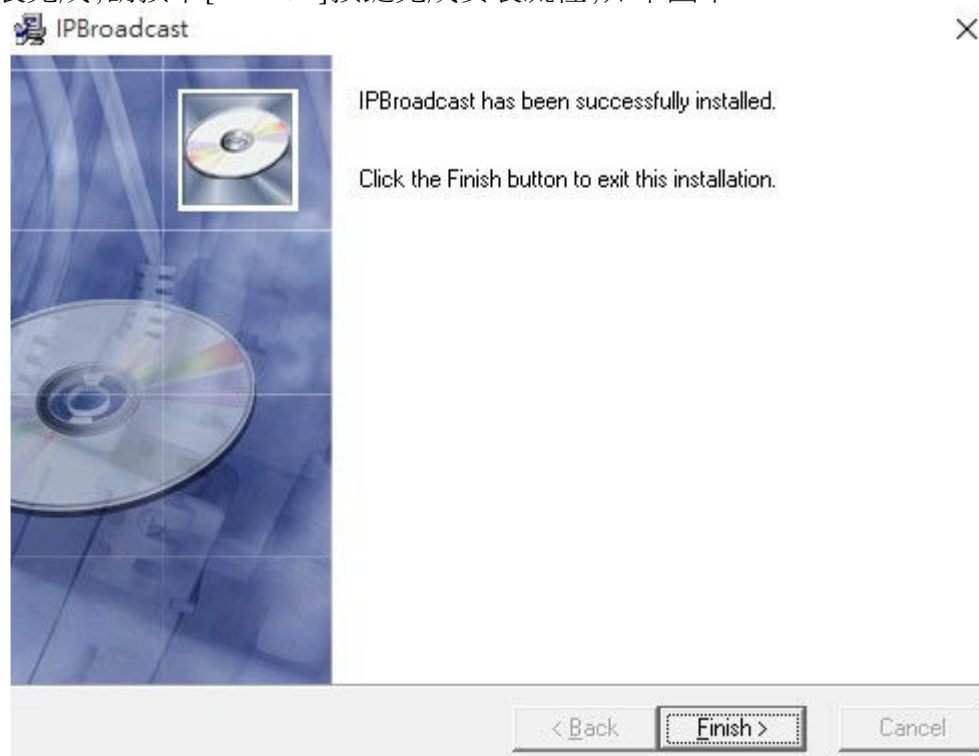 IPBroadcast
IPBroadcast has been successfully installed.
Click the Finish button to exit this installation.
< Back
Finish >
Cancel